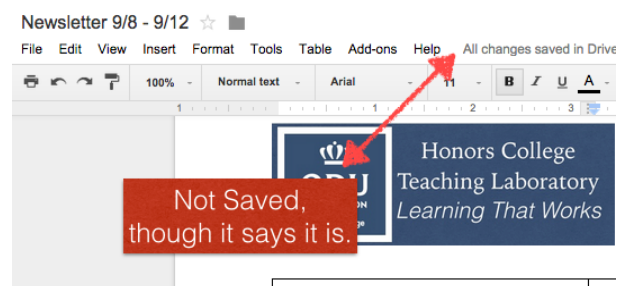 Newsletter 9/8 - 9/12
File Edit View Insert Format Tools Table Add-ons Help All changes saved in Drive
100% Normal text Arial 11 B I U A
1 1 2 3
Honors College
Teaching Laboratory
Learning That Works
Not Saved,
though it says it is.